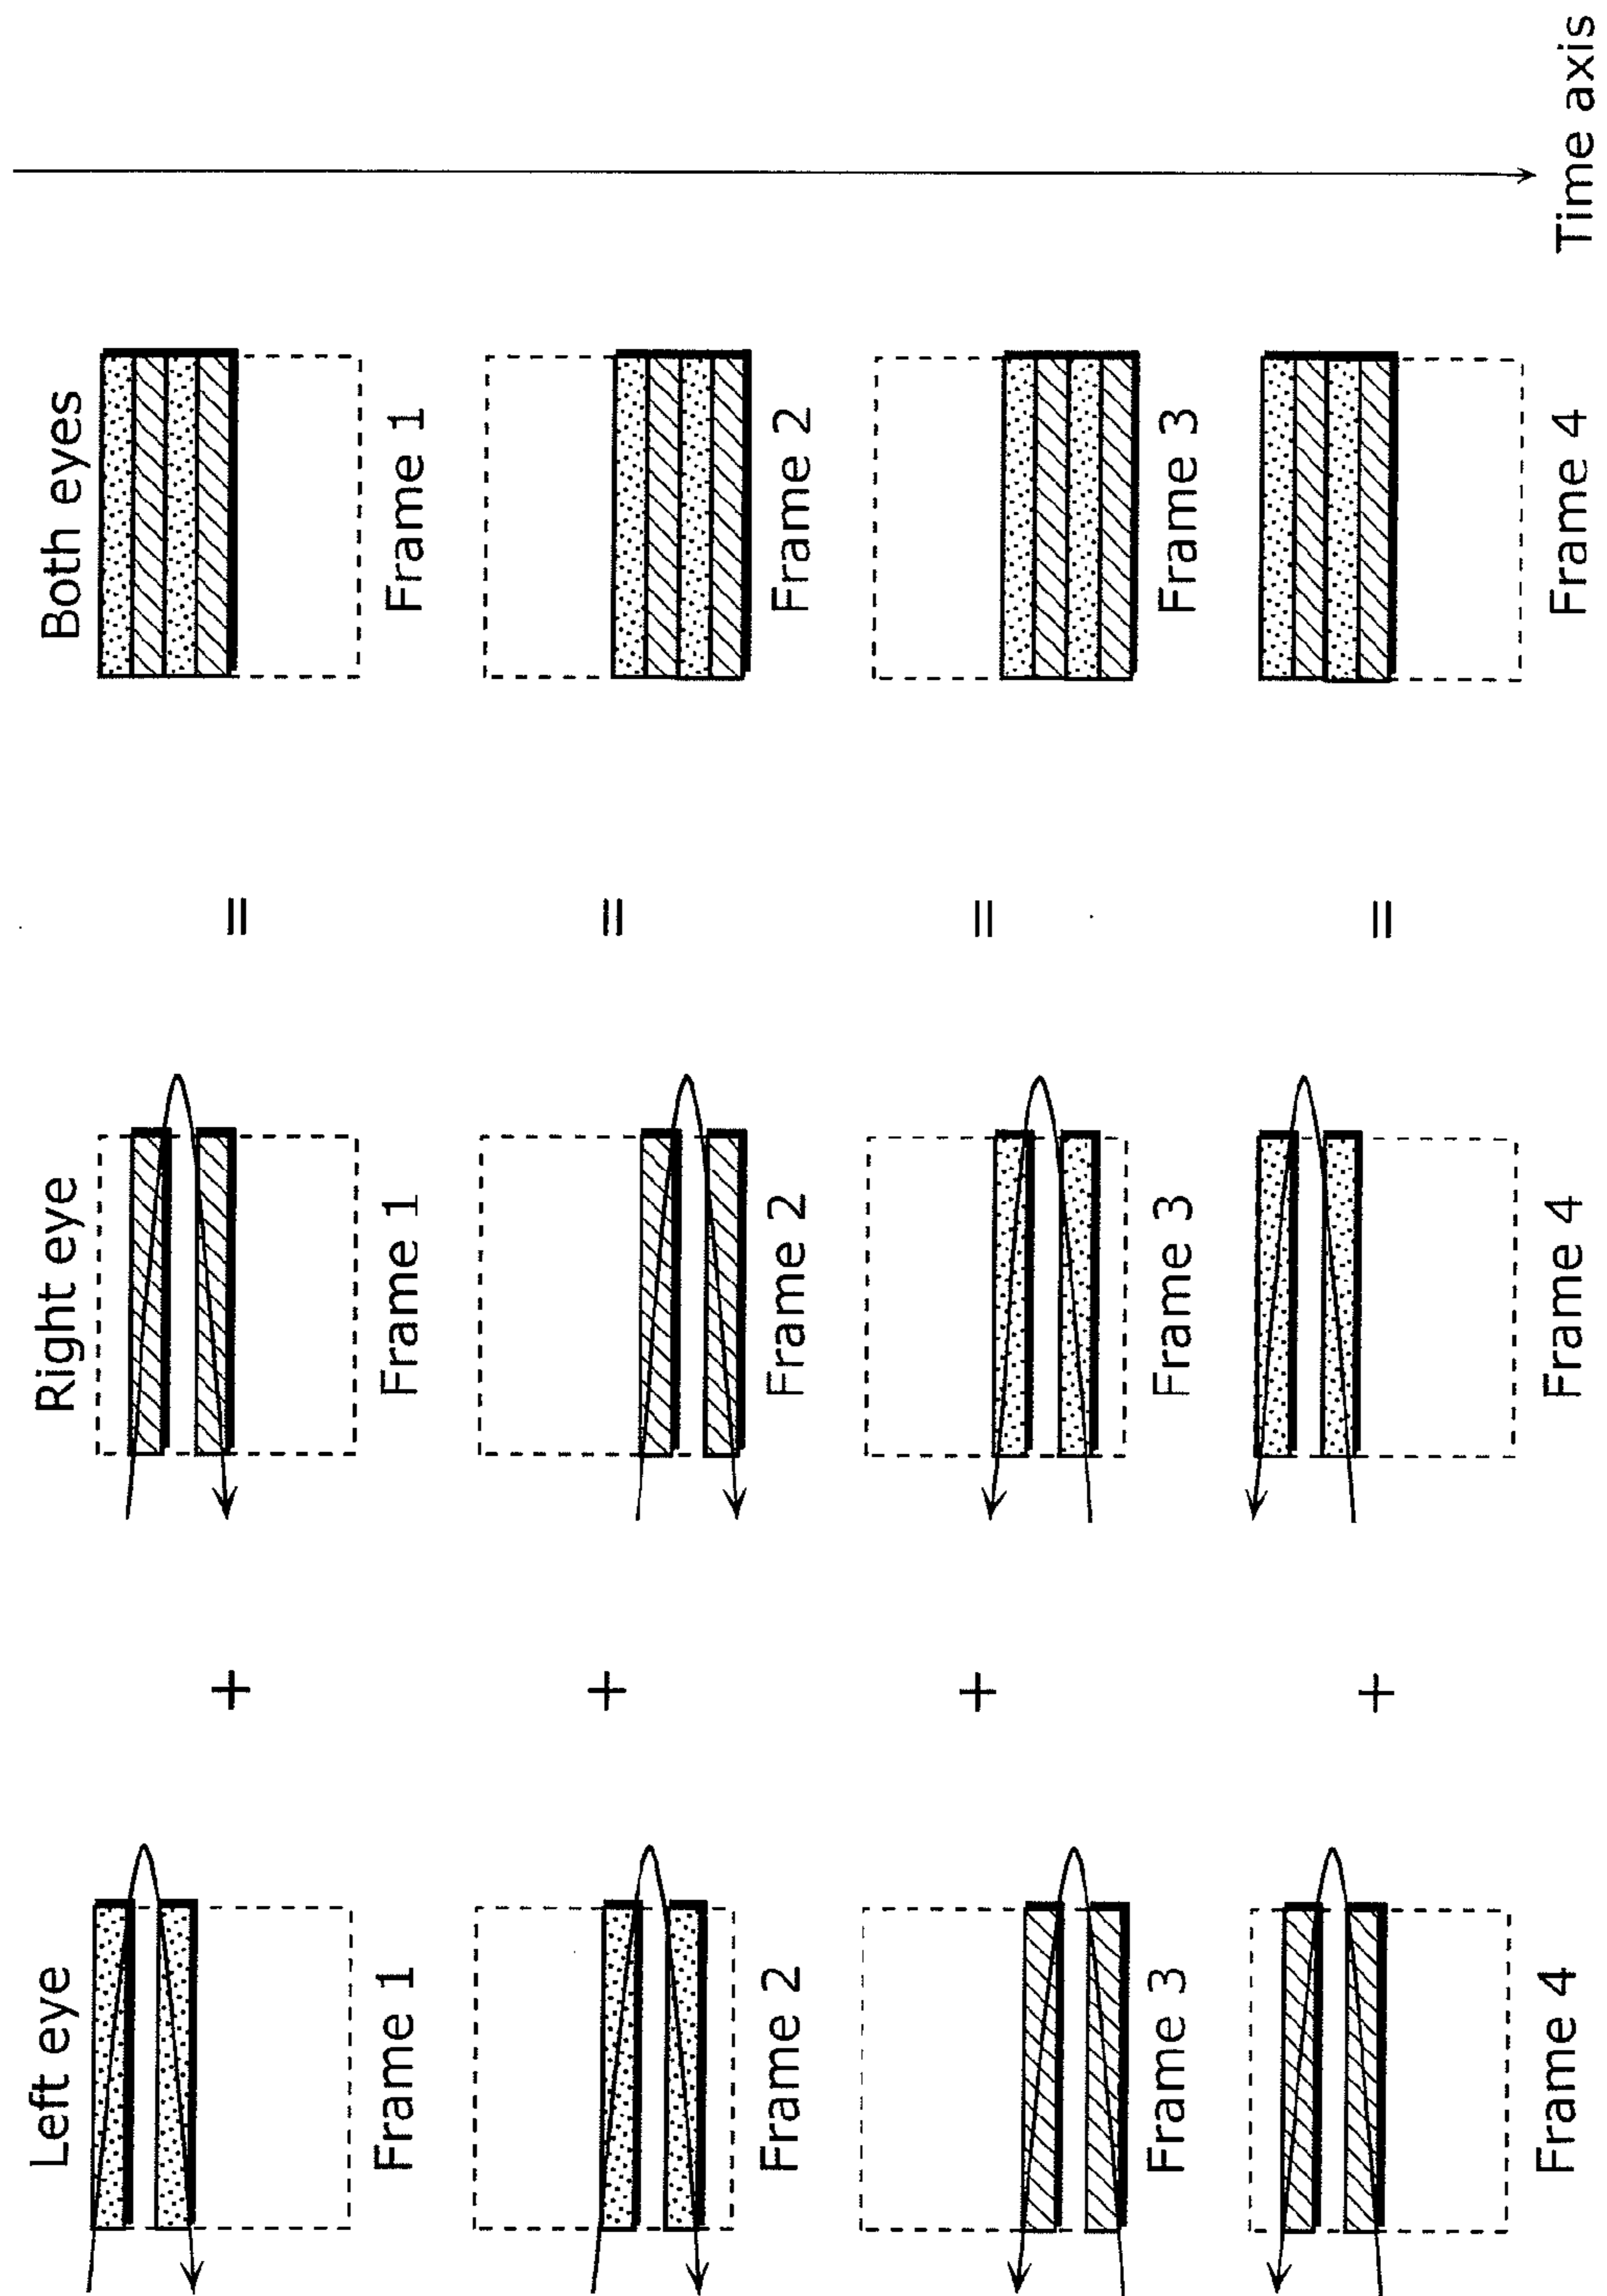 Left eye
Right eye
Both eyes
+ =
Frame 1
Frame 1
Frame 1
+ =
Frame 2
Frame 2
Frame 2
+ =
Frame 3
Frame 3
Frame 3
+ =
Frame 4
Frame 4
Frame 4
Time axis